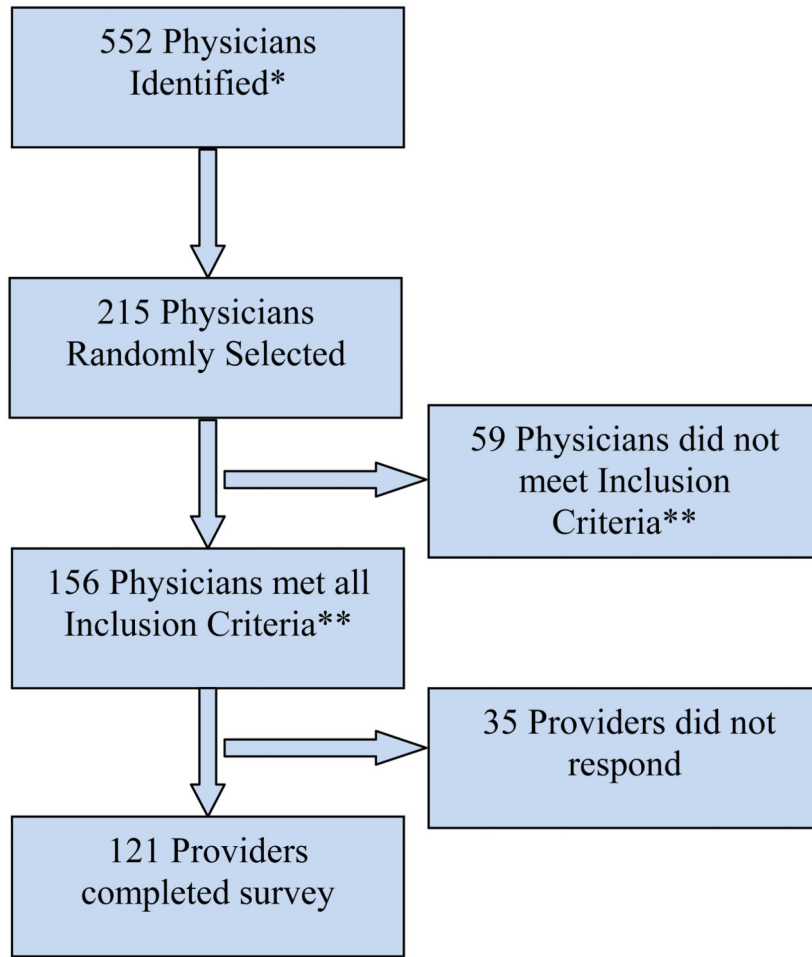 552 Physicians
Identified*
215 Physicians
Randomly Selected
59 Physicians did not
meet Inclusion
Criteria**
156 Physicians met all
Inclusion Criteria**
35 Providers did not
respond
121 Providers
completed survey